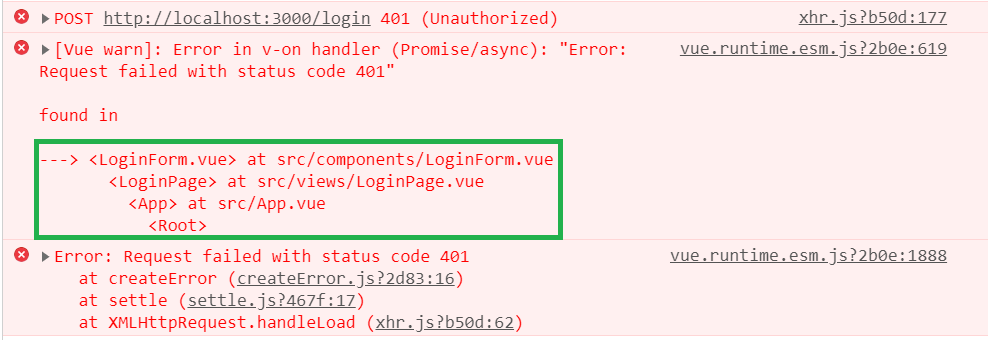 POST http://localhost:3000/login 401 (Unauthorized) xhr.js?b50d:177
[Vue warn]: Error in v-on handler (Promise/async): "Error: vue.runtime.esm.js?2b0e:619
Request failed with status code 401"
found in
---> <LoginForm.vue> at src/components/LoginForm.vue
<LoginPage> at src/views/LoginPage.vue
<App> at src/App.vue
<Root>
Error: Request failed with status code 401 vue.runtime.esm.js?2b0e:1888
at createError (createError.js?2d83:16)
at settle (settle.js?467f:17)
at XMLHttpRequest.handleLoad (xhr.js?b50d:62)